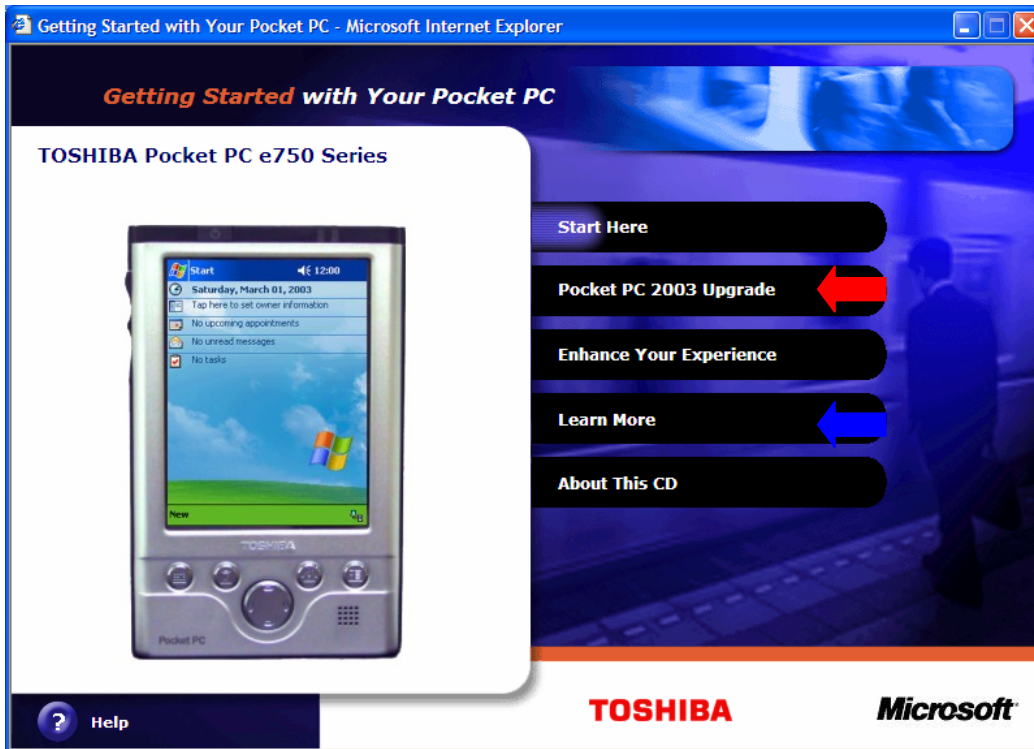 Getting Started with Your Pocket PC - Microsoft Internet Explorer
Getting Started with Your Pocket PC
TOSHIBA Pocket PC e750 Series
Start 12:00
Saturday, March 01, 2003
Tap here to set owner information
No upcoming appointments
No unread messages
No tasks
New
TOSHIBA
Pocket PC
Start Here
Pocket PC 2003 Upgrade
Enhance Your Experience
Learn More
About This CD
Help
TOSHIBA
Microsoft